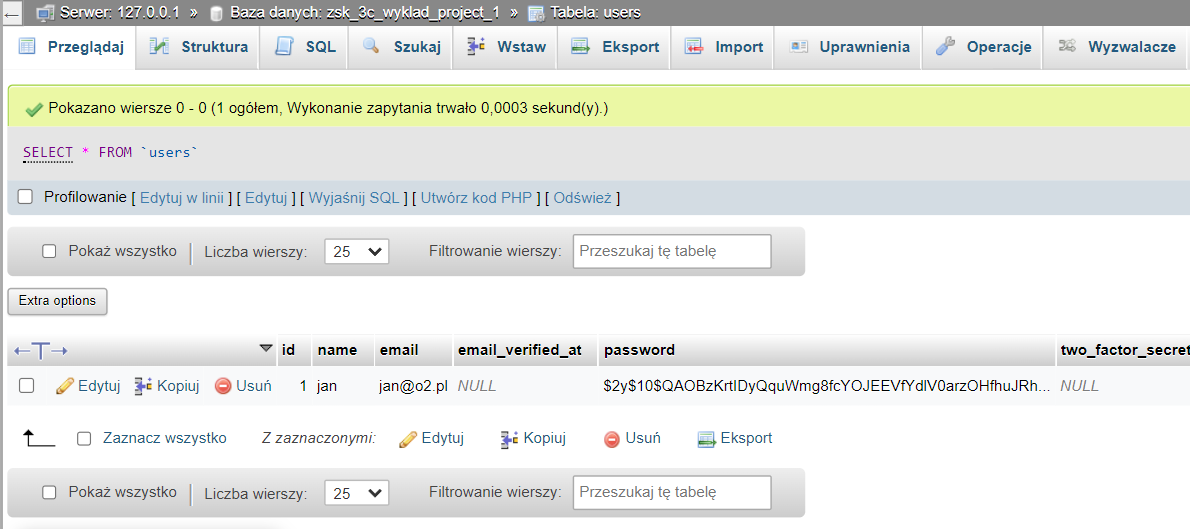 Serwer: 127.0.0.1 » Baza danych: zsk_3c_wyklad_project_1 » Tabela: users
Przeglądaj Struktura SQL Szukaj Wstaw Eksport Import Uprawnienia Operacje Wyzwalacze
Pokazano wiersze 0 - 0 (1 ogółem, Wykonanie zapytania trwało 0,0003 sekund(y).)
SELECT * FROM `users`
Profilowanie [ Edytuj w linii ] [ Edytuj ] [ Wyjaśnij SQL ] [ Utwórz kod PHP ] [ Odśwież ]
Pokaż wszystko Liczba wierszy: 25 Filtrowanie wierszy: Przeszukaj tę tabelę
Extra options
←T→ id name email email_verified_at password two_factor_secret
Edytuj Kopiuj Usuń 1 jan jan@o2.pl NULL $2y$10$QAOBzKrtlDyQquWmg8fcYOJEEVfYdlV0arzOHfhuJRh... NULL
Zaznacz wszystko Z zaznaczonymi: Edytuj Kopiuj Usuń Eksport
Pokaż wszystko Liczba wierszy: 25 Filtrowanie wierszy: Przeszukaj tę tabelę